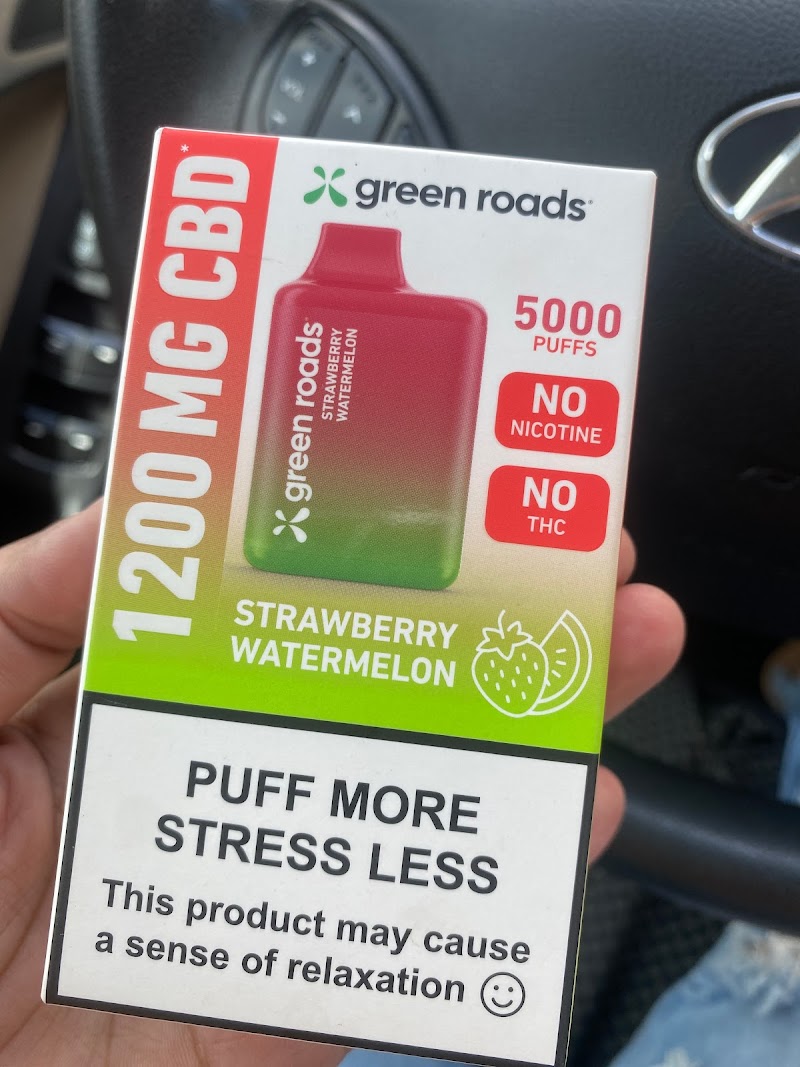 1200 MG CBD*
green roads®
green roads®
STRAWBERRY
WATERMELON
5000
PUFFS
NO
NICOTINE
NO
THC
STRAWBERRY
WATERMELON
PUFF MORE
STRESS LESS
This product may cause
a sense of relaxation